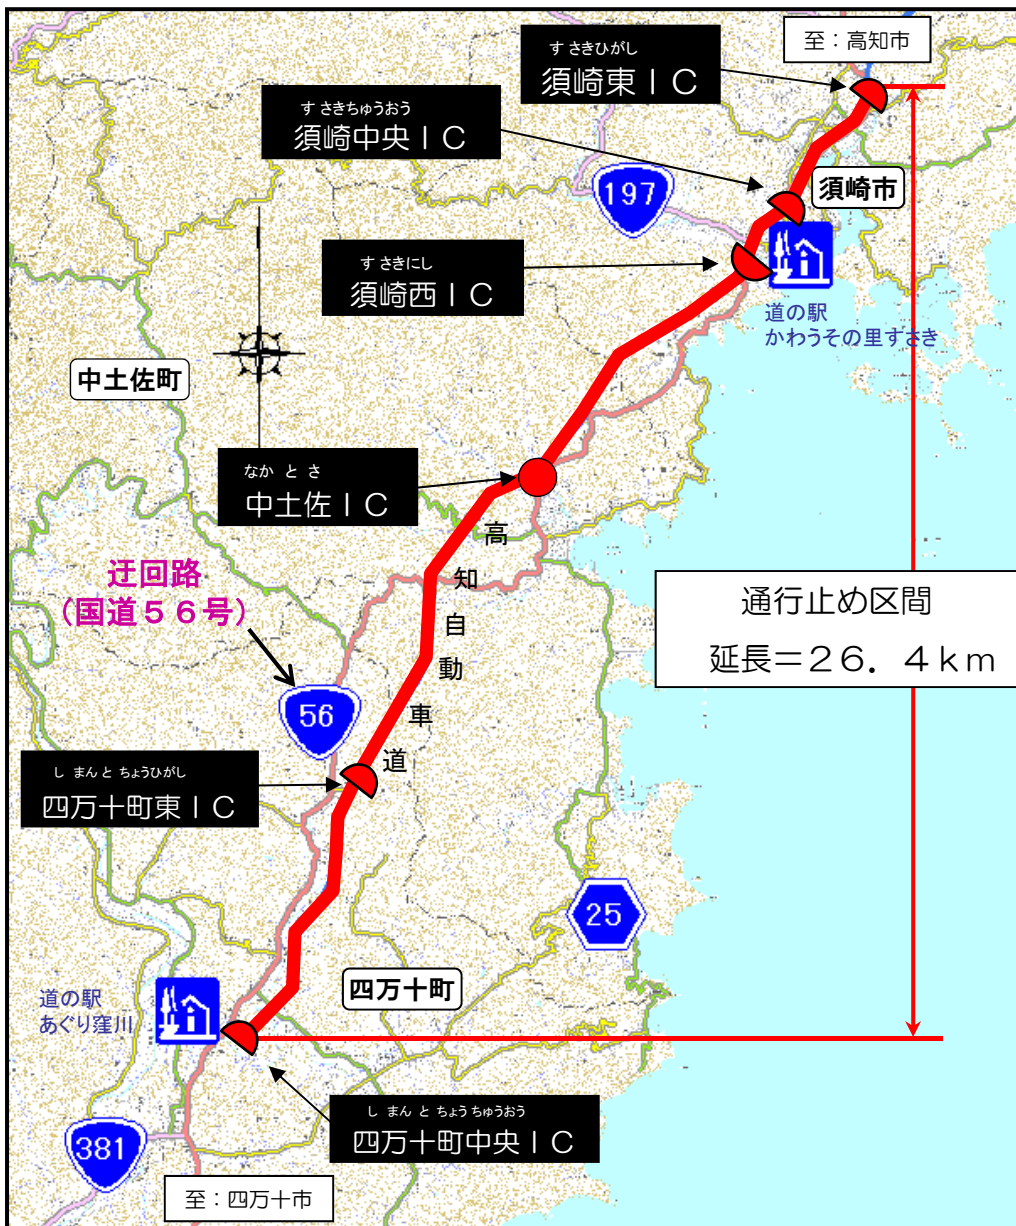 至：高知市
すさきひがし
須崎東ＩＣ
すさきちゅうおう
須崎中央ＩＣ
197
須崎市
すさきにし
須崎西ＩＣ
道の駅
かわうその里すさき
中土佐町
なかとさ
中土佐ＩＣ
高知自動車道
迂回路
（国道５６号）
通行止め区間
延長＝２６．４ｋｍ
56
しまんとちょうひがし
四万十町東ＩＣ
25
四万十町
道の駅
あぐり窪川
しまんとちょうちゅうおう
四万十町中央ＩＣ
381
至：四万十市